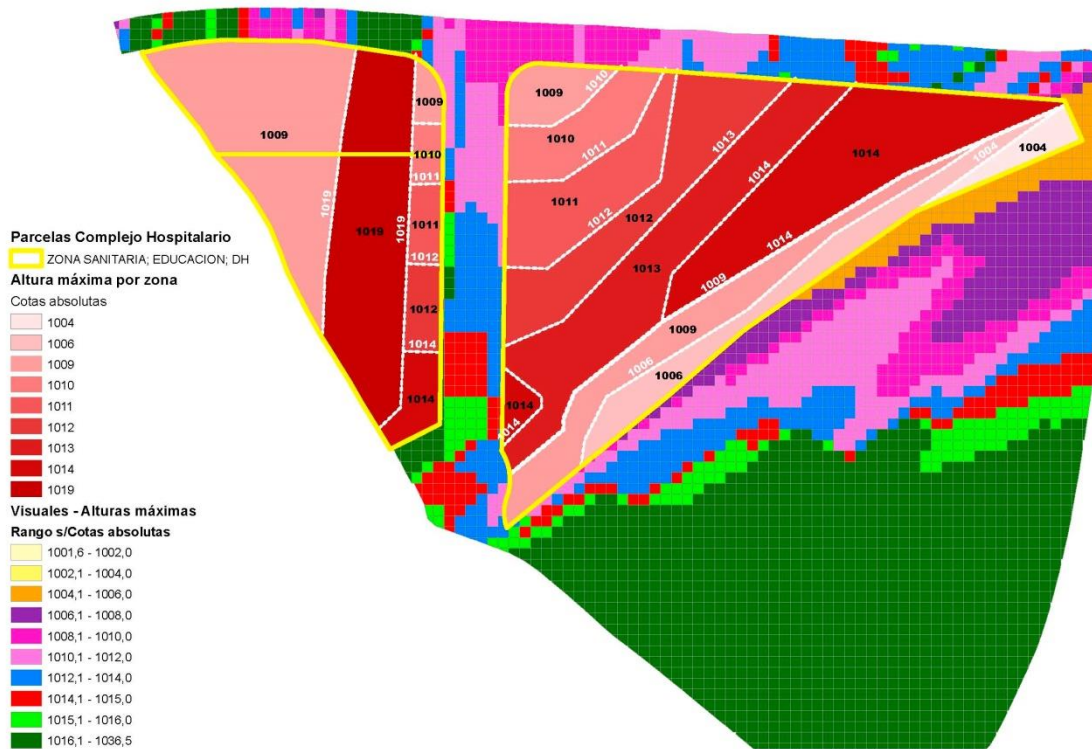 Parcelas Complejo Hospitalario
ZONA SANITARIA; EDUCACION; DH
Altura máxima por zona
Cotas absolutas
1004
1006
1009
1010
1011
1012
1013
1014
1019
Visuales - Alturas máximas
Rango s/Cotas absolutas
1001,6 - 1002,0
1002,1 - 1004,0
1004,1 - 1006,0
1006,1 - 1008,0
1008,1 - 1010,0
1010,1 - 1012,0
1012,1 - 1014,0
1014,1 - 1015,0
1015,1 - 1016,0
1016,1 - 1036,5
1009
1019
1019
1019
1009
1010
1011
1011
1012
1012
1014
1014
1009
1010
1010
1011
1011
1012
1012
1013
1013
1014
1014
1014
1014
1014
1009
1009
1006
1006
1004
1004